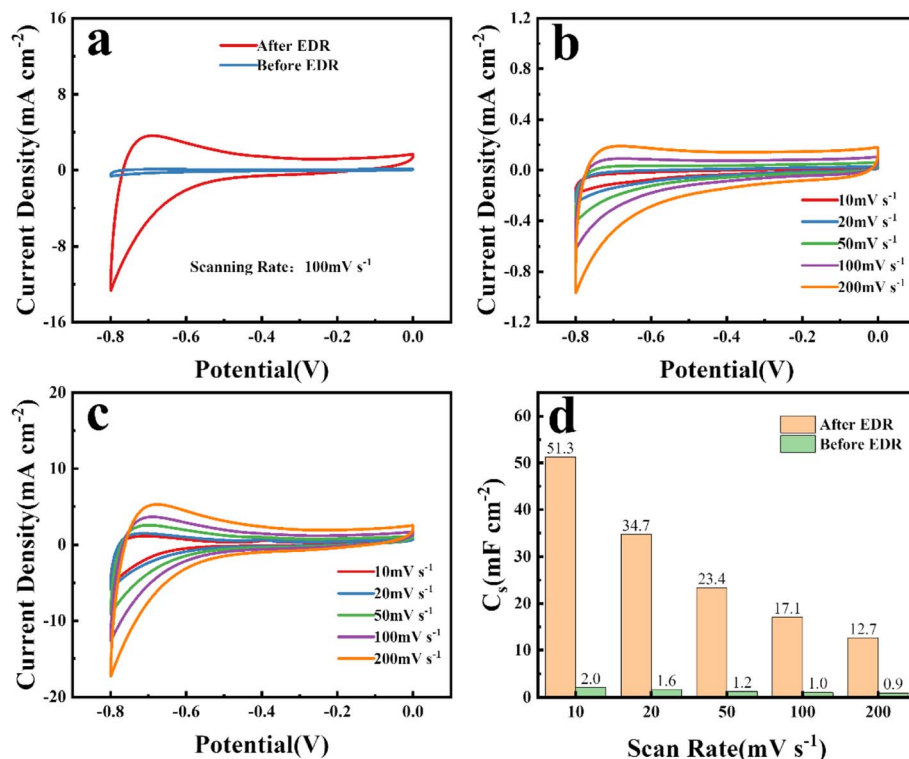 a
After EDR
Before EDR
Current Density(mA cm⁻²)
16
8
0
-8
-16
Scanning Rate: 100mV s⁻¹
-0.8 -0.6 -0.4 -0.2 0.0
Potential(V)
b
Current Density(mA cm⁻²)
1.2
0.8
0.4
0.0
-0.4
-0.8
-1.2
10mV s⁻¹
20mV s⁻¹
50mV s⁻¹
100mV s⁻¹
200mV s⁻¹
-0.8 -0.6 -0.4 -0.2 0.0
Potential(V)
c
Current Density(mA cm⁻²)
20
10
0
-10
-20
10mV s⁻¹
20mV s⁻¹
50mV s⁻¹
100mV s⁻¹
200mV s⁻¹
-0.8 -0.6 -0.4 -0.2 0.0
Potential(V)
d
After EDR
Before EDR
Cₛ(mF cm⁻²)
60
50
40
30
20
10
0
51.3
34.7
23.4
17.1
12.7
2.0
1.6
1.2
1.0
0.9
10 20 50 100 200
Scan Rate(mV s⁻¹)